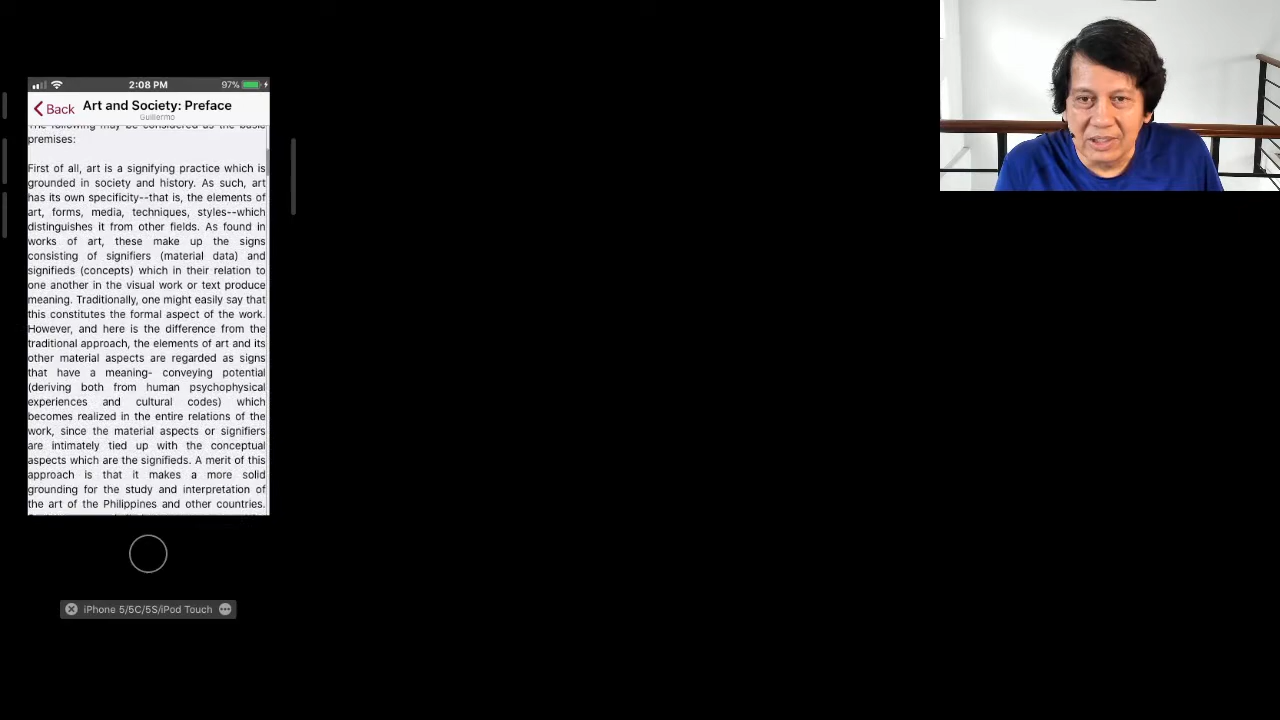 2:08 PM
97%
Back
Art and Society: Preface
Guillermo
The following may be considered as the basic
premises:
First of all, art is a signifying practice which is
grounded in society and history. As such, art
has its own specificity--that is, the elements of
art, forms, media, techniques, styles--which
distinguishes it from other fields. As found in
works of art, these make up the signs
consisting of signifiers (material data) and
signifieds (concepts) which in their relation to
one another in the visual work or text produce
meaning. Traditionally, one might easily say that
this constitutes the formal aspect of the work.
However, and here is the difference from the
traditional approach, the elements of art and its
other material aspects are regarded as signs
that have a meaning- conveying potential
(deriving both from human psychophysical
experiences and cultural codes) which
becomes realized in the entire relations of the
work, since the material aspects or signifiers
are intimately tied up with the conceptual
aspects which are the signifieds. A merit of this
approach is that it makes a more solid
grounding for the study and interpretation of
the art of the Philippines and other countries.
iPhone 5/5C/5S/iPod Touch